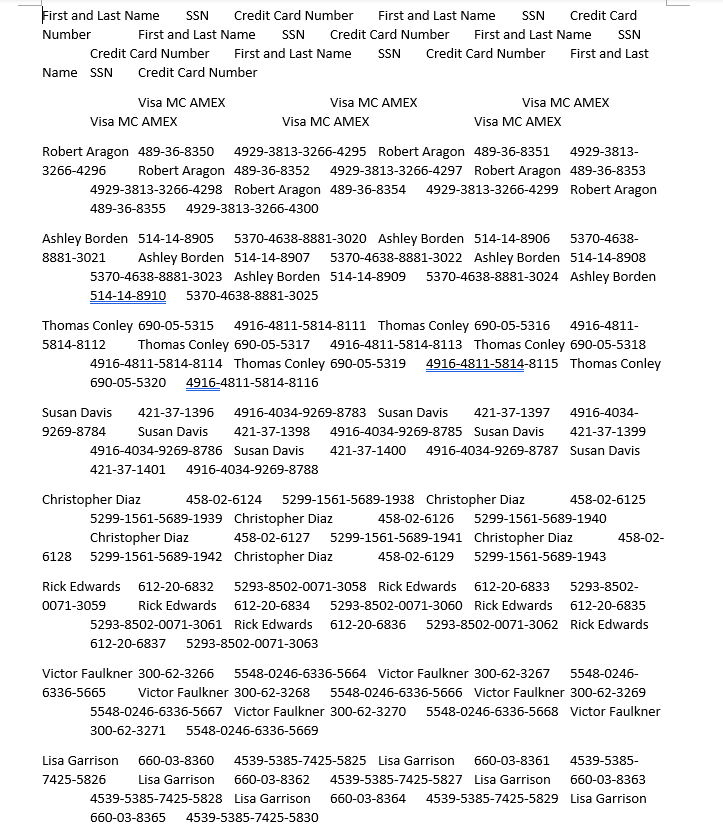 First and Last Name SSN Credit Card Number First and Last Name SSN Credit Card
Number First and Last Name SSN Credit Card Number First and Last Name SSN
Credit Card Number First and Last Name SSN Credit Card Number First and Last
Name SSN Credit Card Number
Visa MC AMEX Visa MC AMEX Visa MC AMEX
Visa MC AMEX Visa MC AMEX Visa MC AMEX
Robert Aragon 489-36-8350 4929-3813-3266-4295 Robert Aragon 489-36-8351 4929-3813-
3266-4296 Robert Aragon 489-36-8352 4929-3813-3266-4297 Robert Aragon 489-36-8353
4929-3813-3266-4298 Robert Aragon 489-36-8354 4929-3813-3266-4299 Robert Aragon
489-36-8355 4929-3813-3266-4300
Ashley Borden 514-14-8905 5370-4638-8881-3020 Ashley Borden 514-14-8906 5370-4638-
8881-3021 Ashley Borden 514-14-8907 5370-4638-8881-3022 Ashley Borden 514-14-8908
5370-4638-8881-3023 Ashley Borden 514-14-8909 5370-4638-8881-3024 Ashley Borden
514-14-8910 5370-4638-8881-3025
Thomas Conley 690-05-5315 4916-4811-5814-8111 Thomas Conley 690-05-5316 4916-4811-
5814-8112 Thomas Conley 690-05-5317 4916-4811-5814-8113 Thomas Conley 690-05-5318
4916-4811-5814-8114 Thomas Conley 690-05-5319 4916-4811-5814-8115 Thomas Conley
690-05-5320 4916-4811-5814-8116
Susan Davis 421-37-1396 4916-4034-9269-8783 Susan Davis 421-37-1397 4916-4034-
9269-8784 Susan Davis 421-37-1398 4916-4034-9269-8785 Susan Davis 421-37-1399
4916-4034-9269-8786 Susan Davis 421-37-1400 4916-4034-9269-8787 Susan Davis
421-37-1401 4916-4034-9269-8788
Christopher Diaz 458-02-6124 5299-1561-5689-1938 Christopher Diaz 458-02-6125
5299-1561-5689-1939 Christopher Diaz 458-02-6126 5299-1561-5689-1940
Christopher Diaz 458-02-6127 5299-1561-5689-1941 Christopher Diaz 458-02-
6128 5299-1561-5689-1942 Christopher Diaz 458-02-6129 5299-1561-5689-1943
Rick Edwards 612-20-6832 5293-8502-0071-3058 Rick Edwards 612-20-6833 5293-8502-
0071-3059 Rick Edwards 612-20-6834 5293-8502-0071-3060 Rick Edwards 612-20-6835
5293-8502-0071-3061 Rick Edwards 612-20-6836 5293-8502-0071-3062 Rick Edwards
612-20-6837 5293-8502-0071-3063
Victor Faulkner 300-62-3266 5548-0246-6336-5664 Victor Faulkner 300-62-3267 5548-0246-
6336-5665 Victor Faulkner 300-62-3268 5548-0246-6336-5666 Victor Faulkner 300-62-3269
5548-0246-6336-5667 Victor Faulkner 300-62-3270 5548-0246-6336-5668 Victor Faulkner
300-62-3271 5548-0246-6336-5669
Lisa Garrison 660-03-8360 4539-5385-7425-5825 Lisa Garrison 660-03-8361 4539-5385-
7425-5826 Lisa Garrison 660-03-8362 4539-5385-7425-5827 Lisa Garrison 660-03-8363
4539-5385-7425-5828 Lisa Garrison 660-03-8364 4539-5385-7425-5829 Lisa Garrison
660-03-8365 4539-5385-7425-5830